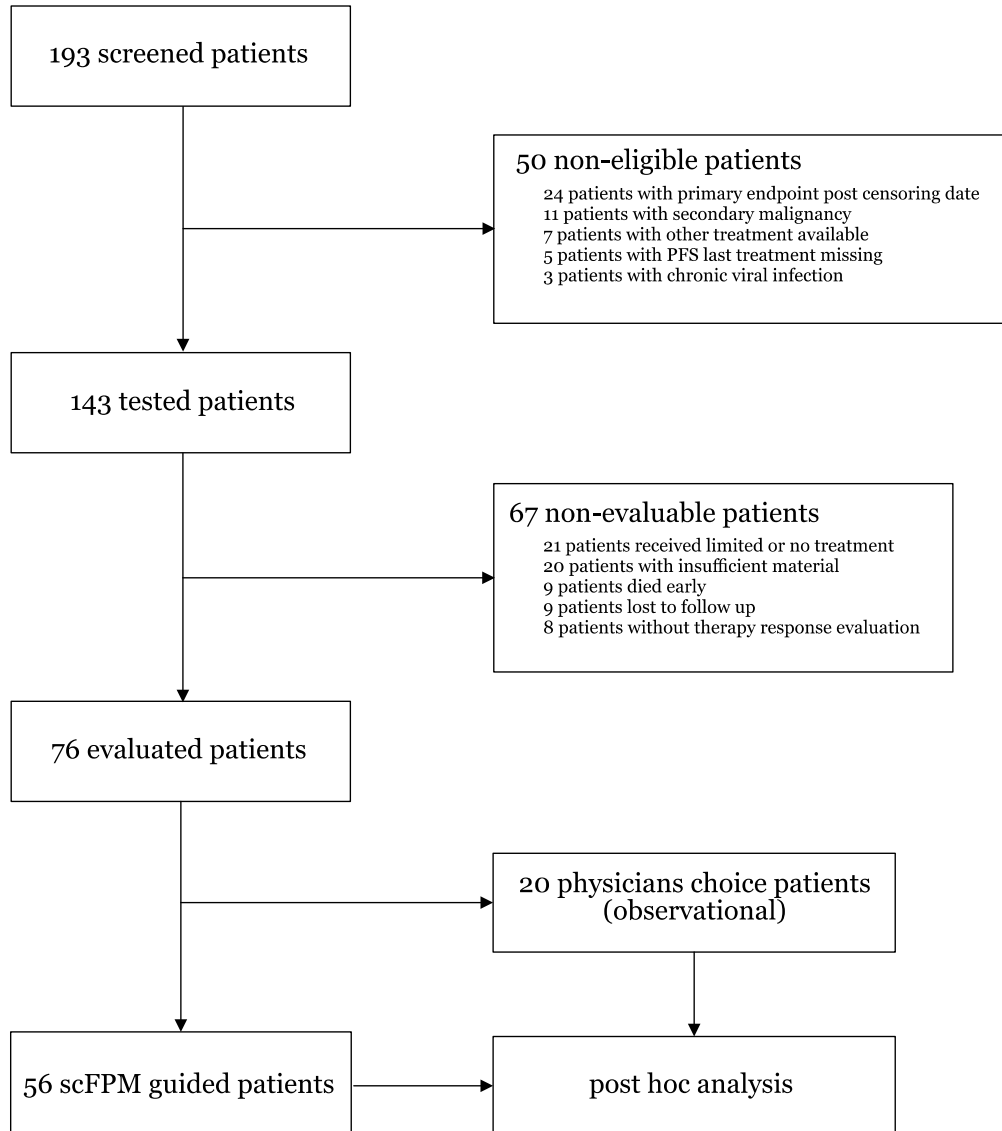 193 screened patients
50 non-eligible patients
24 patients with primary endpoint post censoring date
11 patients with secondary malignancy
7 patients with other treatment available
5 patients with PFS last treatment missing
3 patients with chronic viral infection
143 tested patients
67 non-evaluable patients
21 patients received limited or no treatment
20 patients with insufficient material
9 patients died early
9 patients lost to follow up
8 patients without therapy response evaluation
76 evaluated patients
20 physicians choice patients
(observational)
56 scFPM guided patients
post hoc analysis